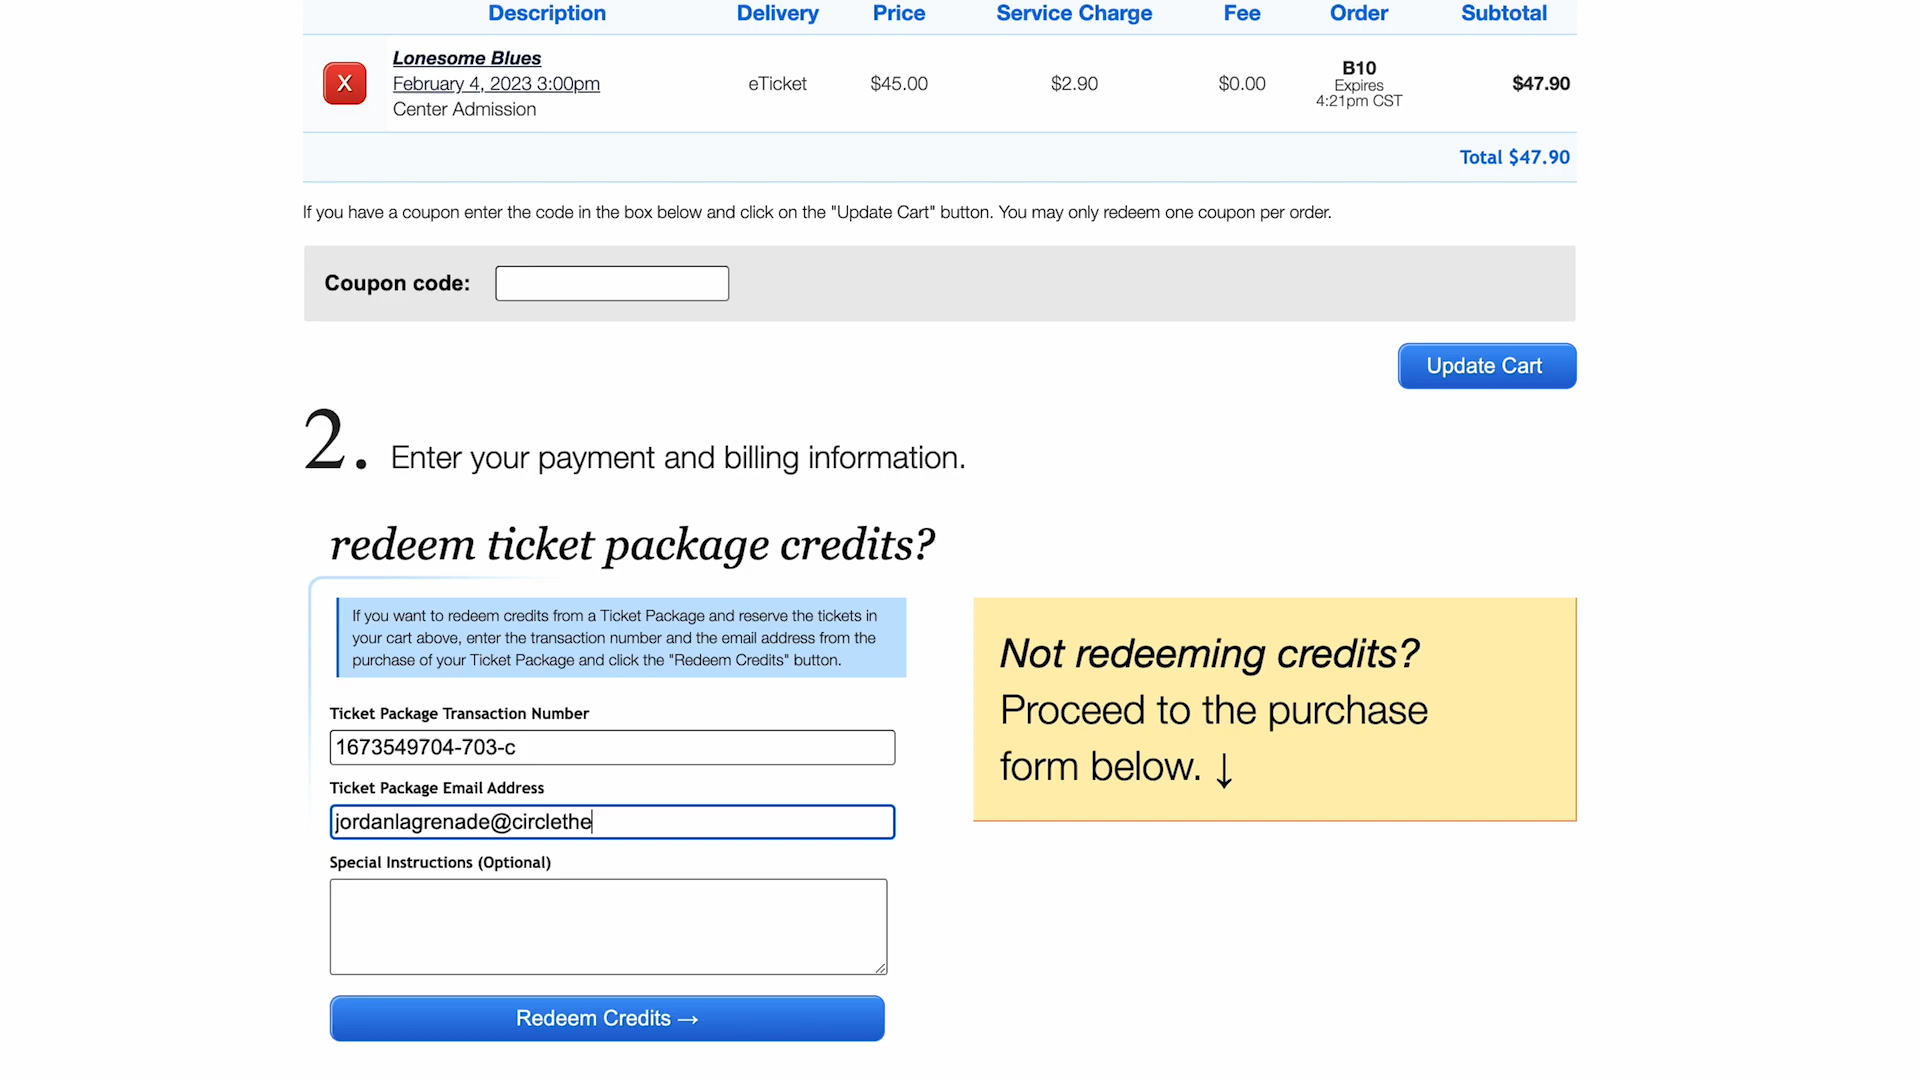 Description Delivery Price Service Charge Fee Order Subtotal
X
Lonesome Blues
February 4, 2023 3:00pm
Center Admission
eTicket
$45.00
$2.90
$0.00
B10
Expires
4:21pm CST
$47.90
Total $47.90
If you have a coupon enter the code in the box below and click on the "Update Cart" button. You may only redeem one coupon per order.
Coupon code:
Update Cart
2. Enter your payment and billing information.
redeem ticket package credits?
If you want to redeem credits from a Ticket Package and reserve the tickets in
your cart above, enter the transaction number and the email address from the
purchase of your Ticket Package and click the "Redeem Credits" button.
Ticket Package Transaction Number
1673549704-703-c
Ticket Package Email Address
jordanlagrenade@circlethe
Special Instructions (Optional)
Redeem Credits →
Not redeeming credits?
Proceed to the purchase
form below. ↓